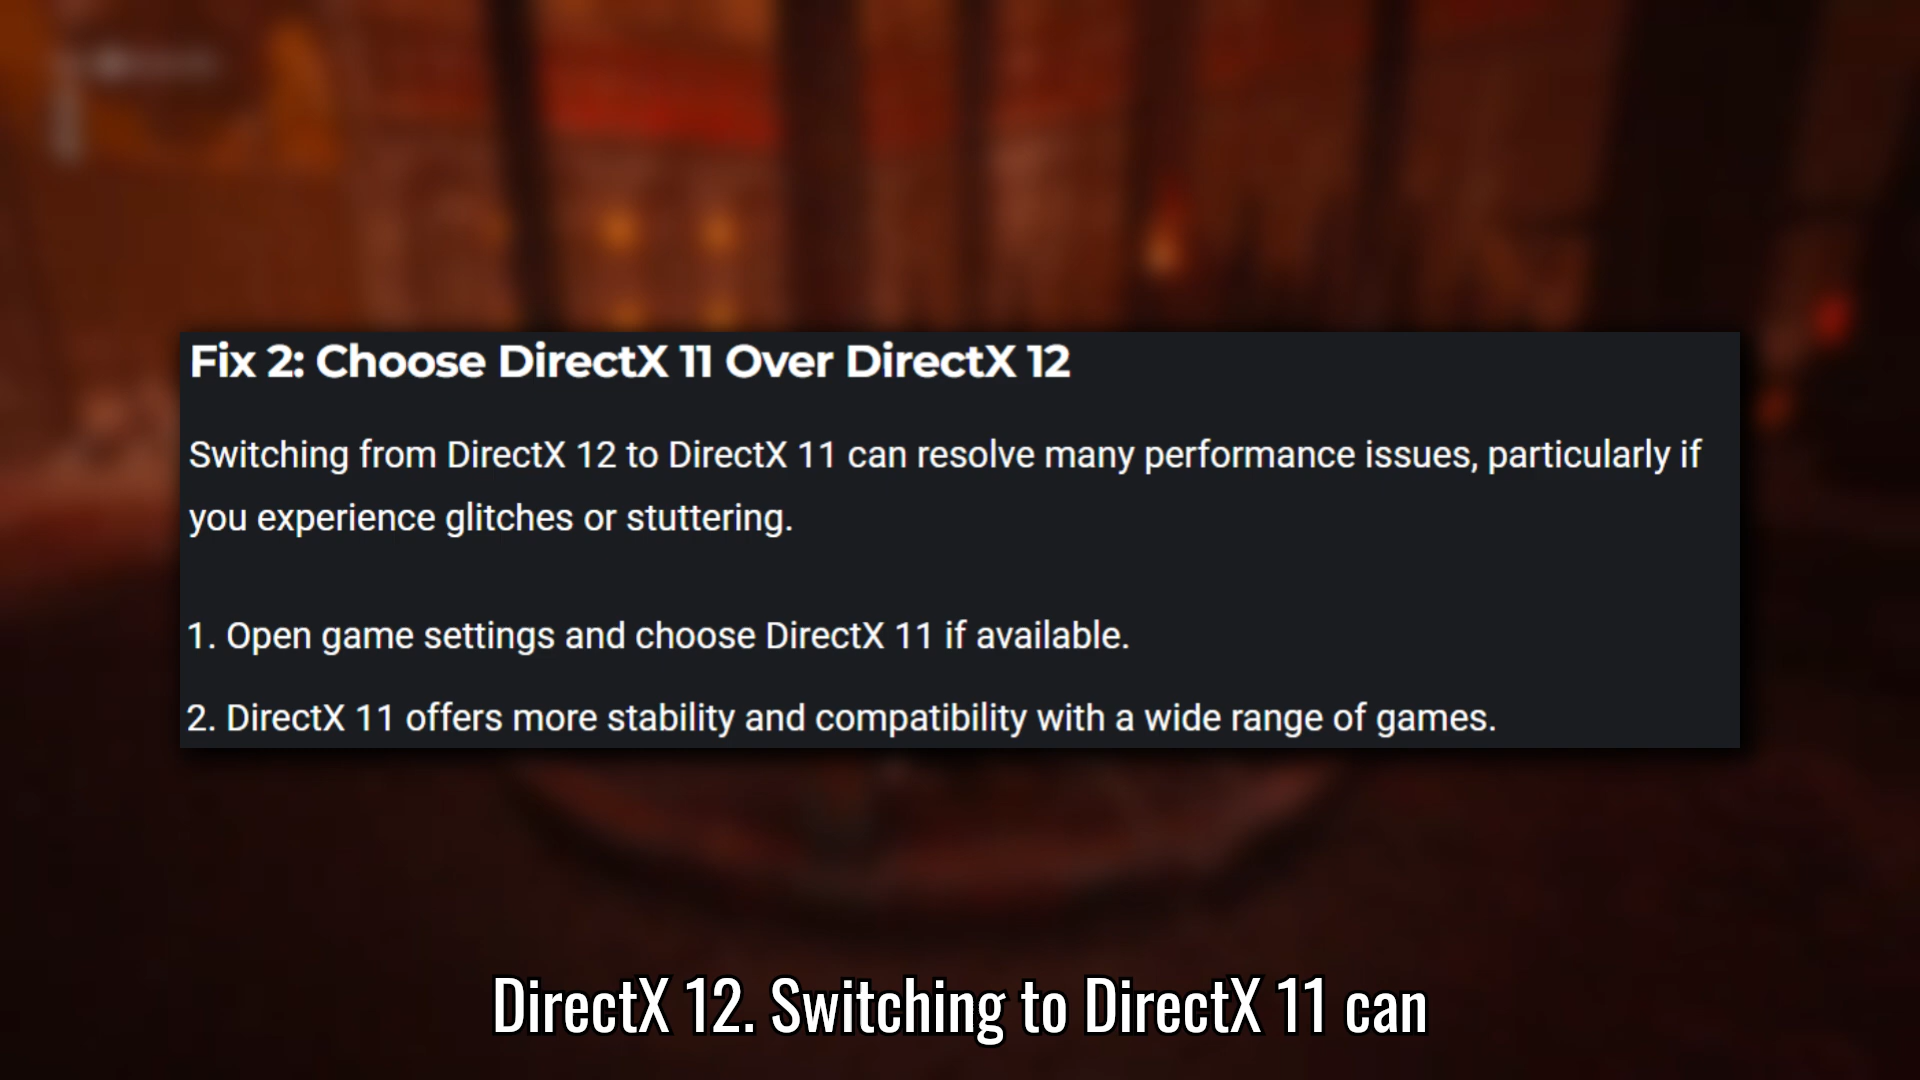 Fix 2: Choose DirectX 11 Over DirectX 12
Switching from DirectX 12 to DirectX 11 can resolve many performance issues, particularly if
you experience glitches or stuttering.
1. Open game settings and choose DirectX 11 if available.
2. DirectX 11 offers more stability and compatibility with a wide range of games.
DirectX 12. Switching to DirectX 11 can